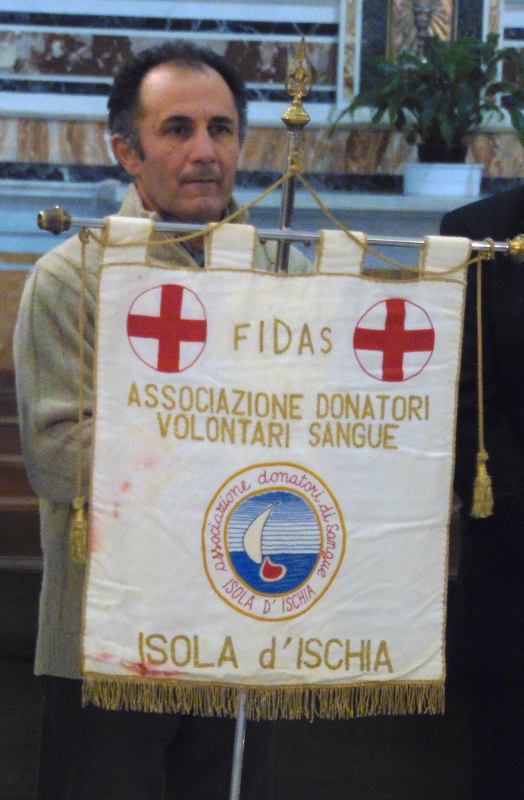 FIDAS
ASSOCIAZIONE DONATORI
VOLONTARI SANGUE
associazione donatori di Sangue
ISOLA D'ISCHIA
ISOLA d'ISCHIA